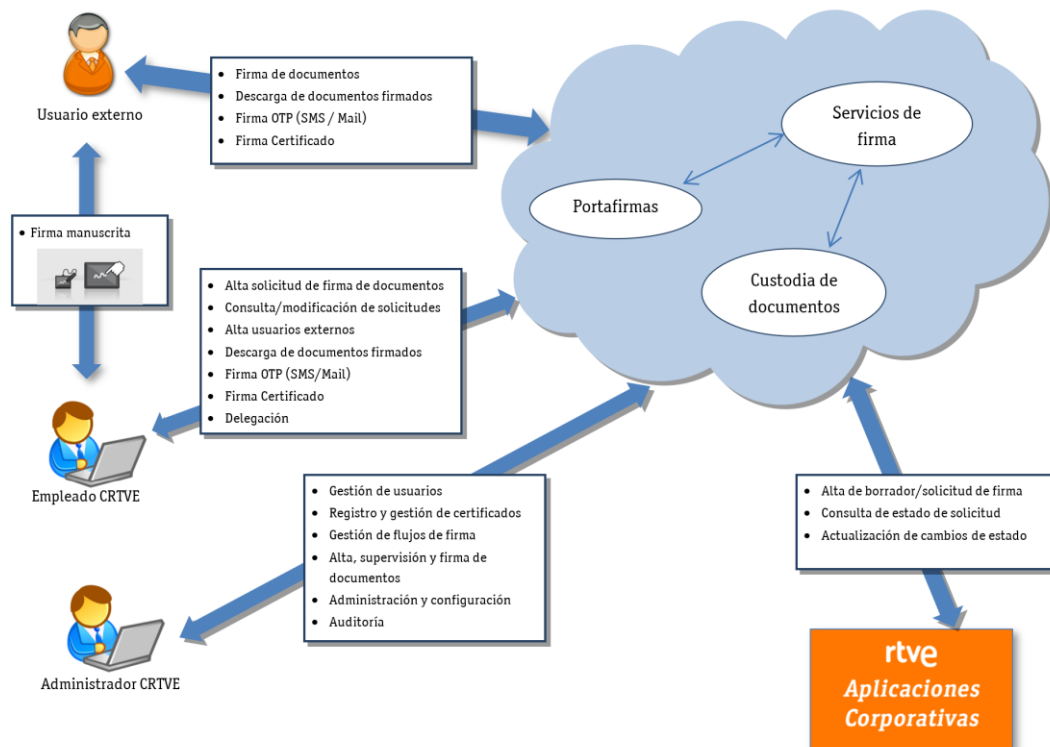 Usuario externo
• Firma de documentos
• Descarga de documentos firmados
• Firma OTP (SMS / Mail)
• Firma Certificado
Servicios de
firma
Portafirmas
Custodia de
documentos
• Firma manuscrita
• Alta solicitud de firma de documentos
• Consulta/modificación de solicitudes
• Alta usuarios externos
• Descarga de documentos firmados
• Firma OTP (SMS/Mail)
• Firma Certificado
• Delegación
Empleado CRTVE
• Gestión de usuarios
• Registro y gestión de certificados
• Gestión de flujos de firma
• Alta, supervisión y firma de
documentos
• Administración y configuración
• Auditoría
• Alta de borrador/solicitud de firma
• Consulta de estado de solicitud
• Actualización de cambios de estado
Administrador CRTVE
rtve
Aplicaciones
Corporativas